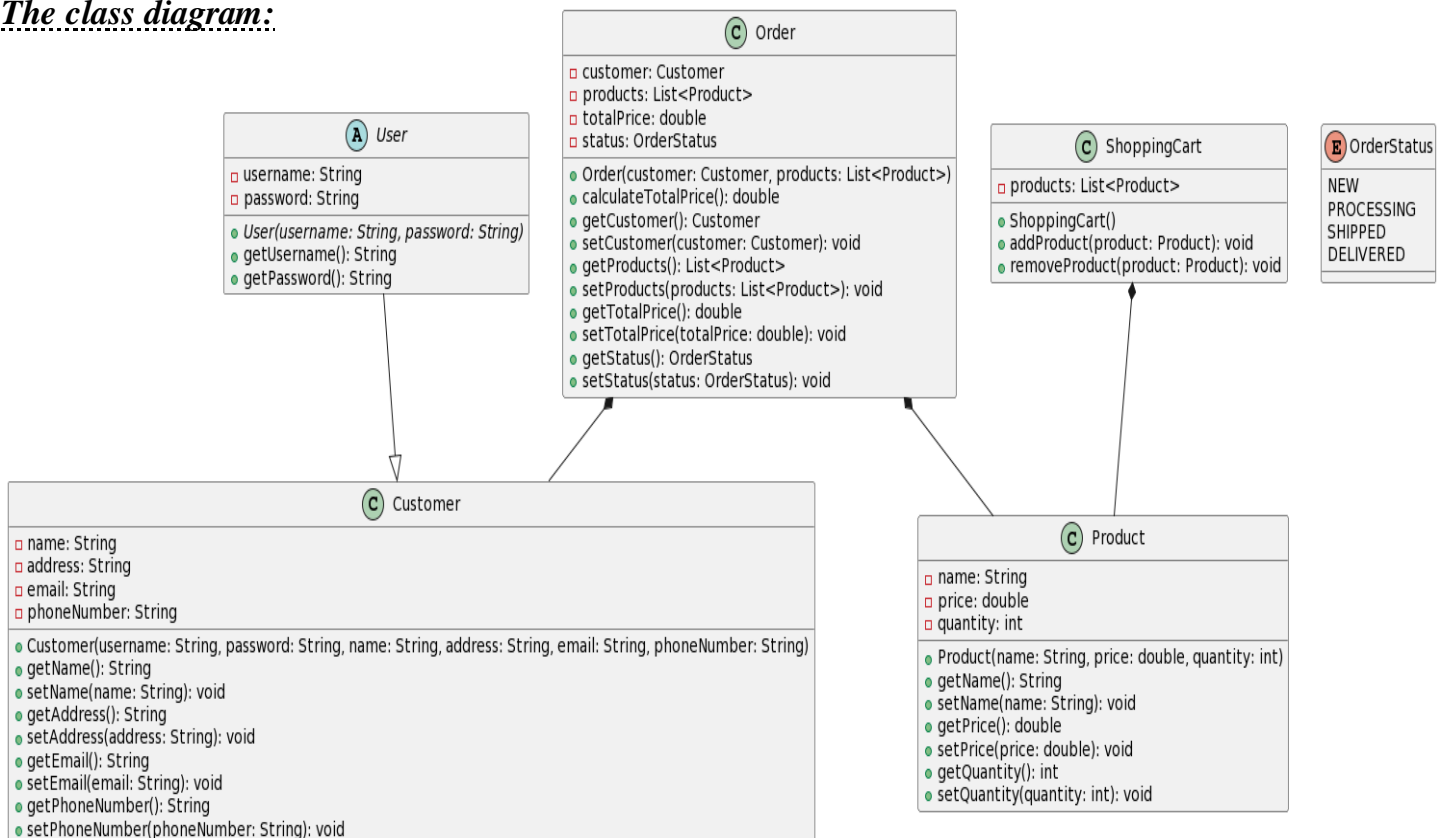 The class diagram:
A User
username: String
password: String
User(username: String, password: String)
getUsername(): String
getPassword(): String
C Order
customer: Customer
products: List<Product>
totalPrice: double
status: OrderStatus
Order(customer: Customer, products: List<Product>)
calculateTotalPrice(): double
getCustomer(): Customer
setCustomer(customer: Customer): void
getProducts(): List<Product>
setProducts(products: List<Product>): void
getTotalPrice(): double
setTotalPrice(totalPrice: double): void
getStatus(): OrderStatus
setStatus(status: OrderStatus): void
C ShoppingCart
products: List<Product>
ShoppingCart()
addProduct(product: Product): void
removeProduct(product: Product): void
E OrderStatus
NEW
PROCESSING
SHIPPED
DELIVERED
C Customer
name: String
address: String
email: String
phoneNumber: String
Customer(username: String, password: String, name: String, address: String, email: String, phoneNumber: String)
getName(): String
setName(name: String): void
getAddress(): String
setAddress(address: String): void
getEmail(): String
setEmail(email: String): void
getPhoneNumber(): String
setPhoneNumber(phoneNumber: String): void
C Product
name: String
price: double
quantity: int
Product(name: String, price: double, quantity: int)
getName(): String
setName(name: String): void
getPrice(): double
setPrice(price: double): void
getQuantity(): int
setQuantity(quantity: int): void